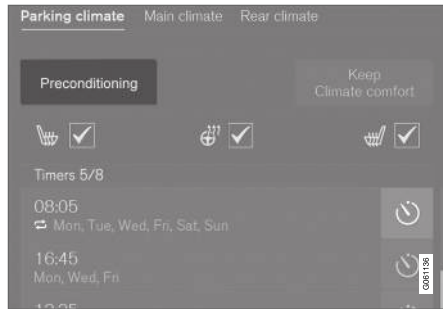 Parking climate Main climate Rear climate
Preconditioning
Keep
Climate comfort
Timers 5/8
08:05
Mon, Tue, Wed, Fri, Sat, Sun
16:45
Mon, Wed, Fri
G061136